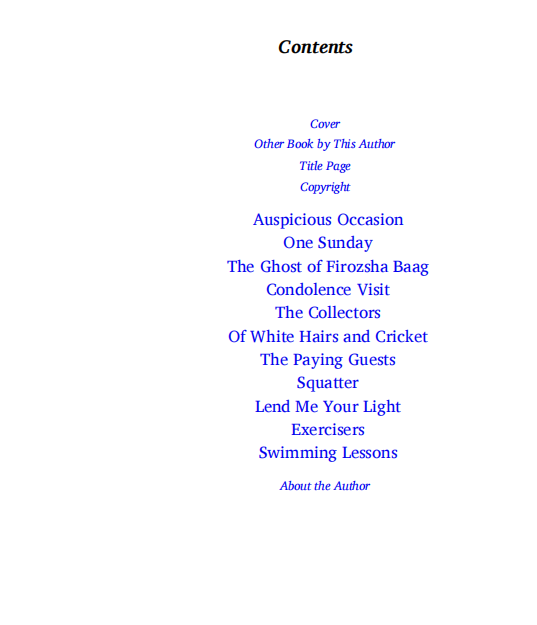 Contents
Cover
Other Book by This Author
Title Page
Copyright
Auspicious Occasion
One Sunday
The Ghost of Firozsha Baag
Condolence Visit
The Collectors
Of White Hairs and Cricket
The Paying Guests
Squatter
Lend Me Your Light
Exercisers
Swimming Lessons
About the Author